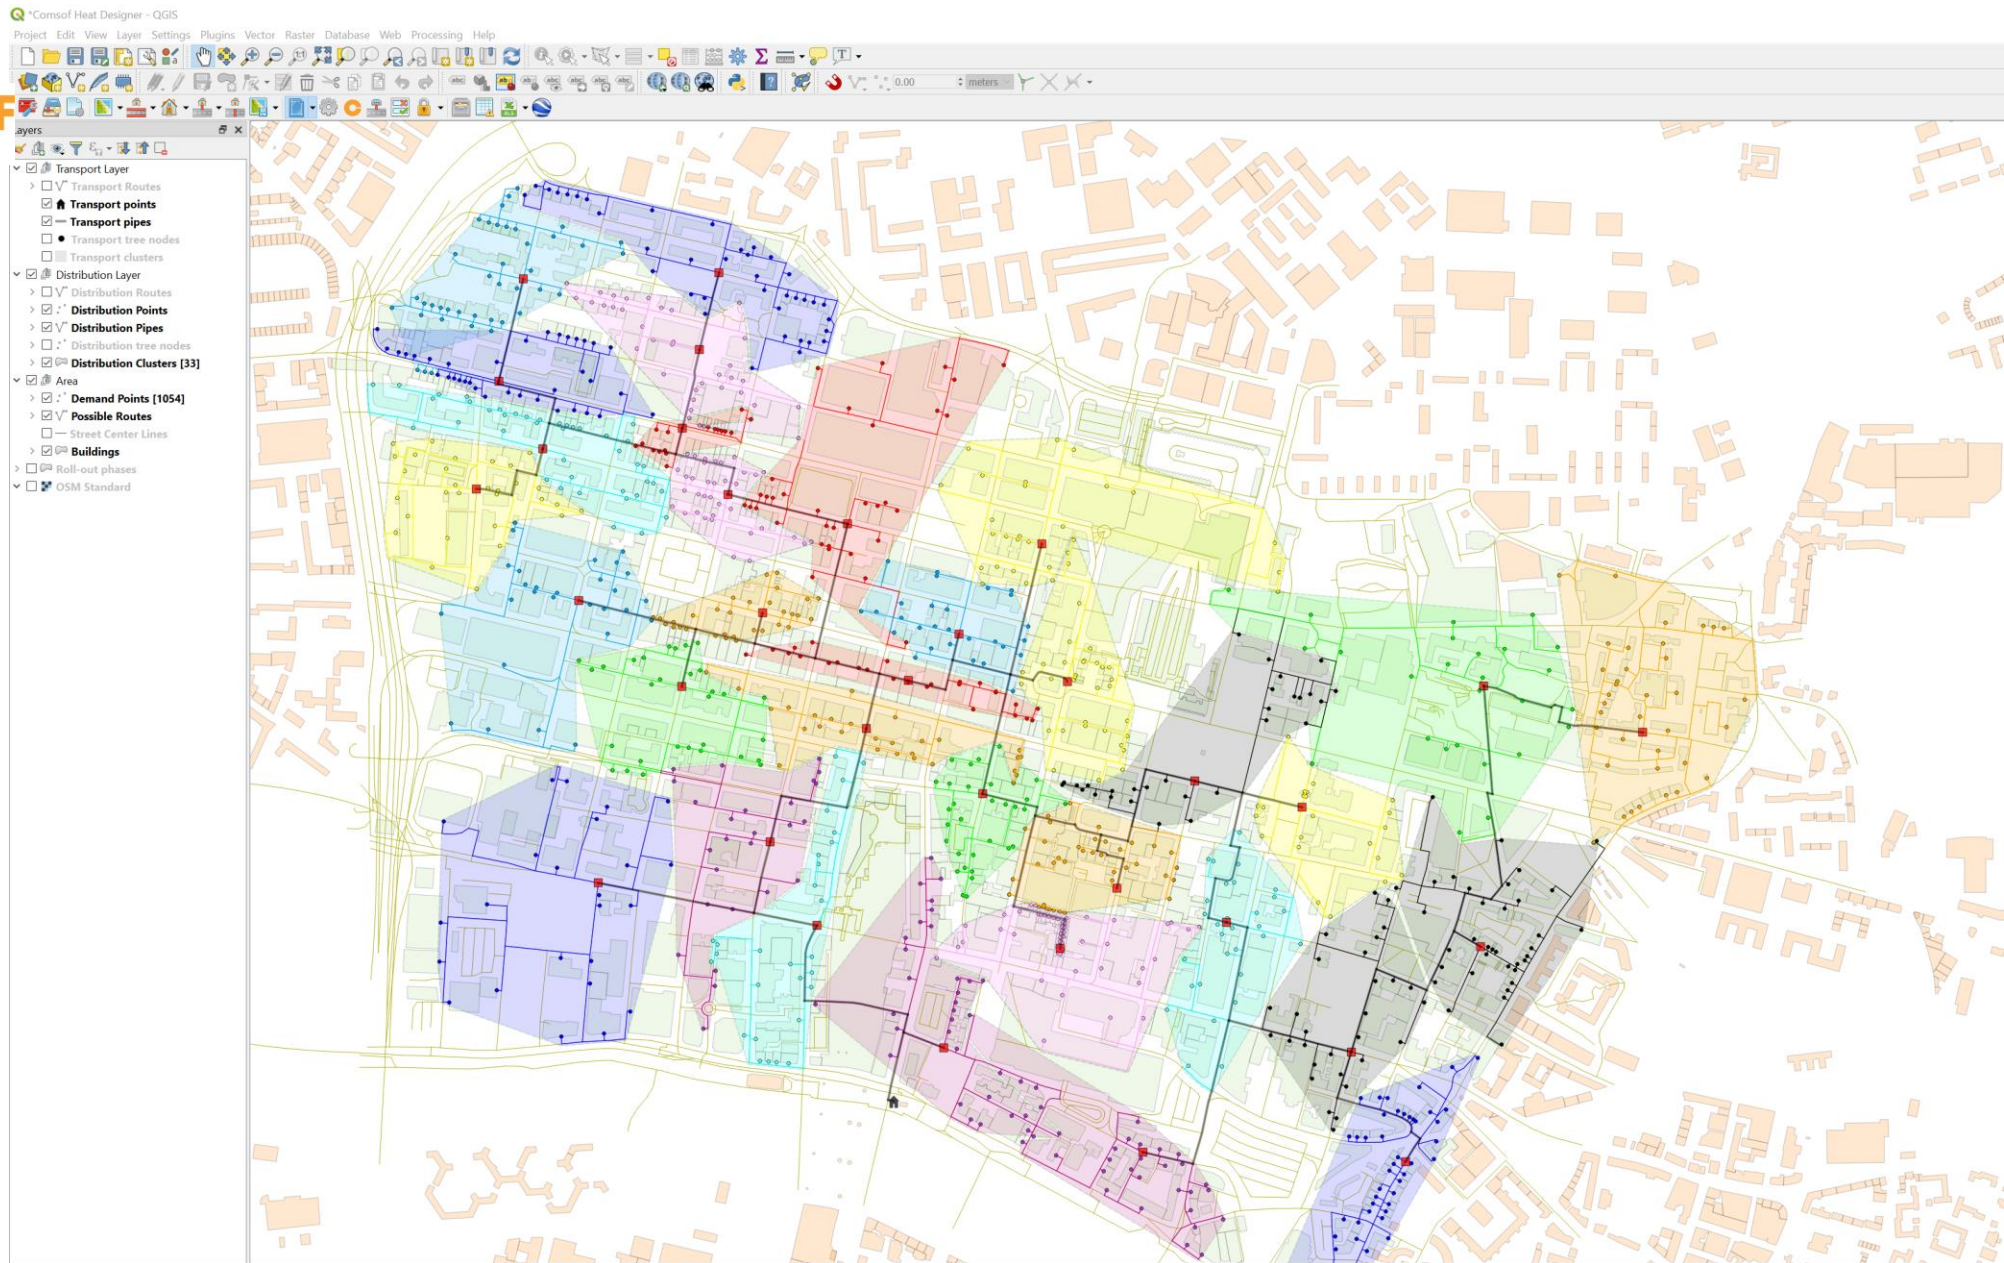 *Comsof Heat Designer - QGIS
Project Edit View Layer Settings Plugins Vector Raster Database Web Processing Help
0.00 meters
F
ayers
Transport Layer
Transport Routes
Transport points
Transport pipes
Transport tree nodes
Transport clusters
Distribution Layer
Distribution Routes
Distribution Points
Distribution Pipes
Distribution tree nodes
Distribution Clusters [33]
Area
Demand Points [1054]
Possible Routes
Street Center Lines
Buildings
Roll-out phases
OSM Standard